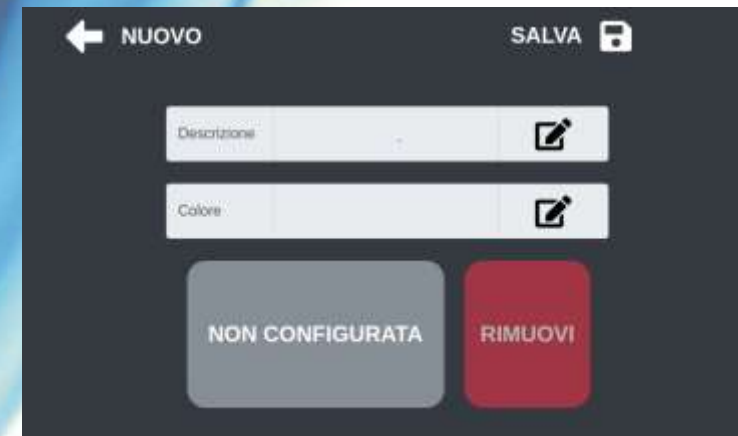 NUOVO
SALVA
Descrizione
Colore
NON CONFIGURATA
RIMUOVI